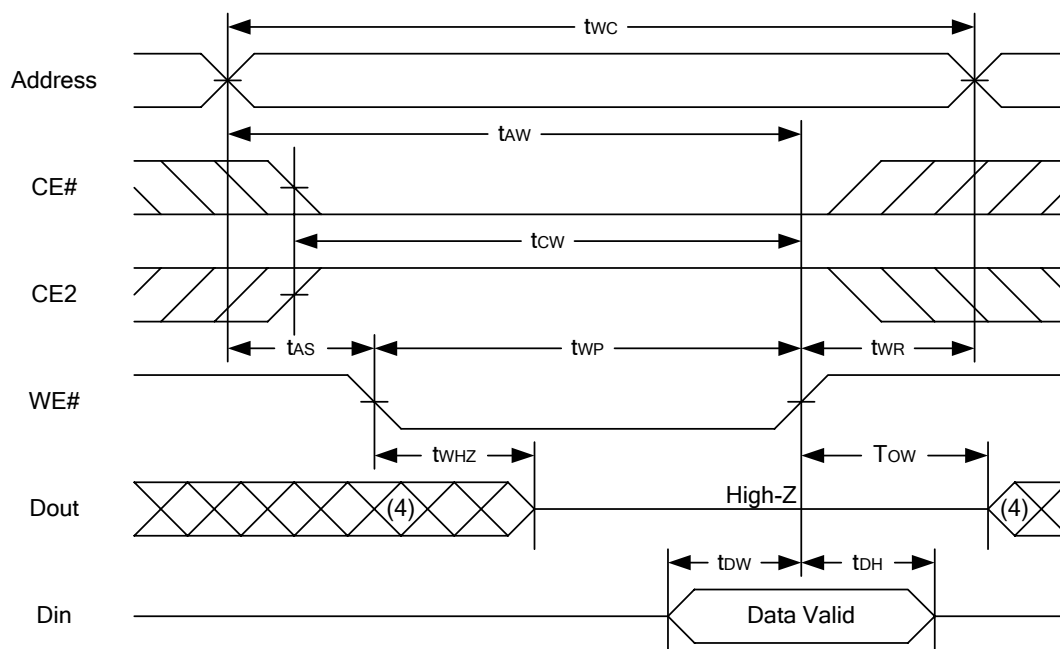 tWC
Address
tAW
CE#
tCW
CE2
tAS tWP tWR
WE#
tWHZ TOW
Dout (4) High-Z (4)
tDW tDH
Din Data Valid